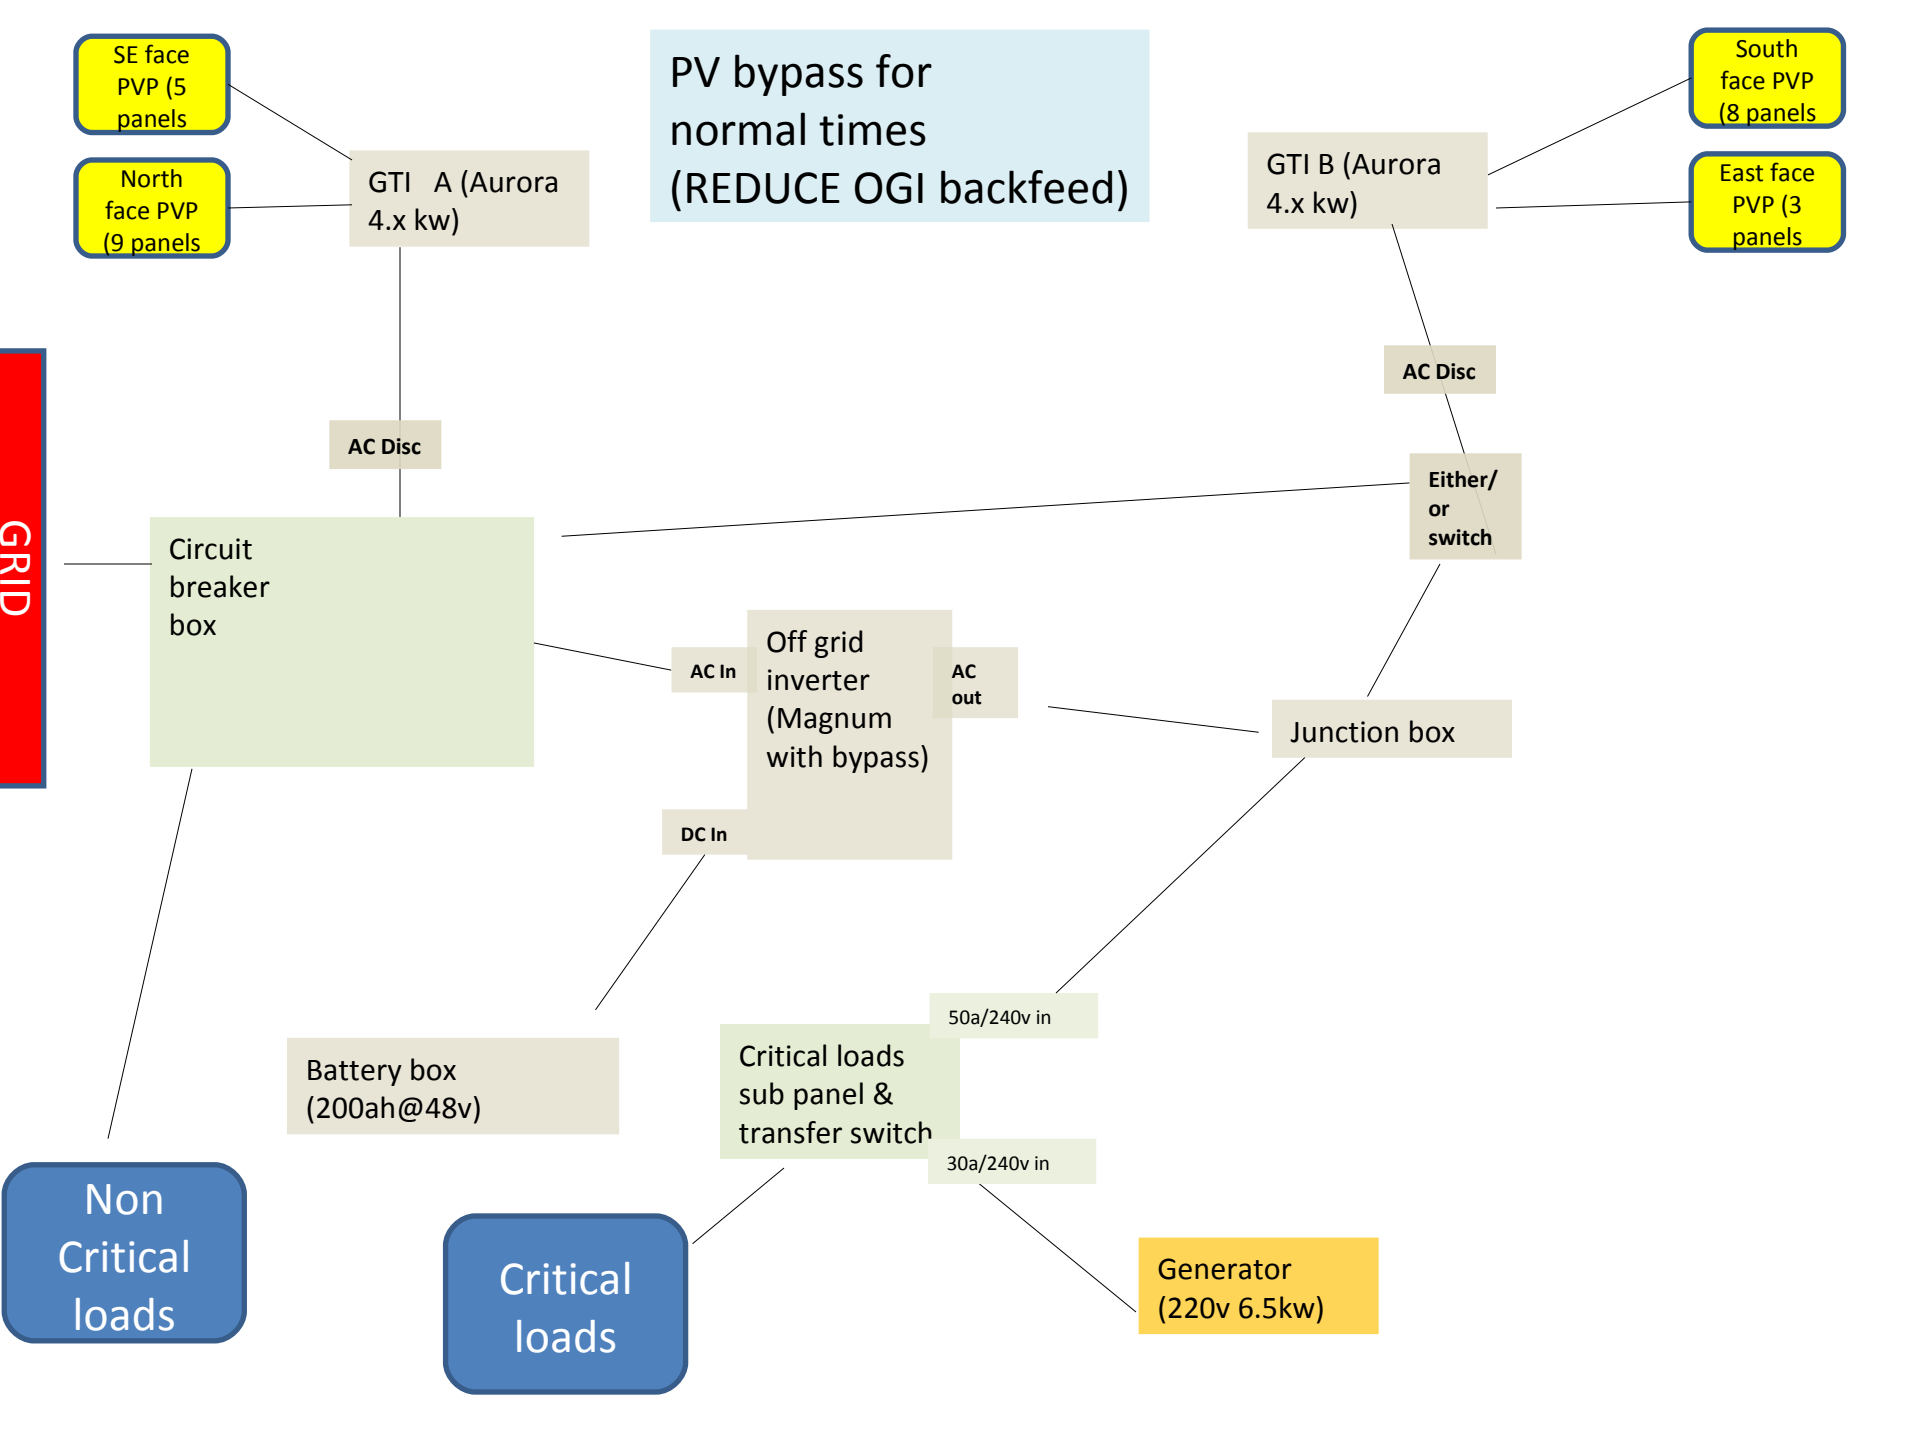 SE face
PVP (5
panels
North
face PVP
(9 panels
GTI   A (Aurora
4.x kw)
PV bypass for
normal times
(REDUCE OGI backfeed)
GTI B (Aurora
4.x kw)
South
face PVP
(8 panels
East face
PVP (3
panels
AC Disc
AC Disc
GRID
Circuit
breaker
box
Either/
or
switch
AC In
Off grid
inverter
(Magnum
with bypass)
AC
out
Junction box
DC In
Battery box
(200ah@48v)
50a/240v in
Critical loads
sub panel &
transfer switch
30a/240v in
Non
Critical
loads
Critical
loads
Generator
(220v 6.5kw)